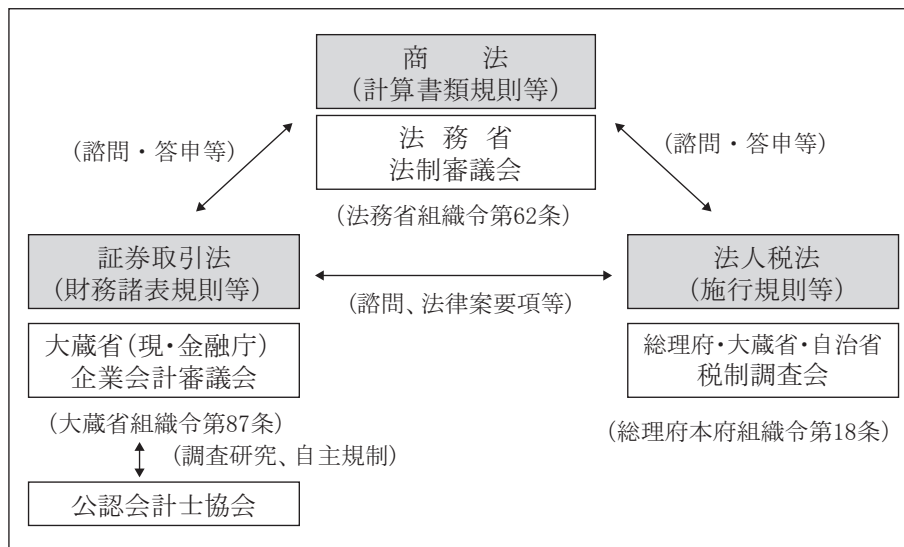 商　　法
(計算書類規則等)
法 務 省
法制審議会
(諮問・答申等)
(諮問・答申等)
(法務省組織令第62条)
証券取引法
(財務諸表規則等)
法人税法
(施行規則等)
(諮問、法律案要項等)
大蔵省(現・金融庁)
企業会計審議会
総理府・大蔵省・自治省
税制調査会
(大蔵省組織令第87条)
(総理府本府組織令第18条)
(調査研究、自主規制)
公認会計士協会